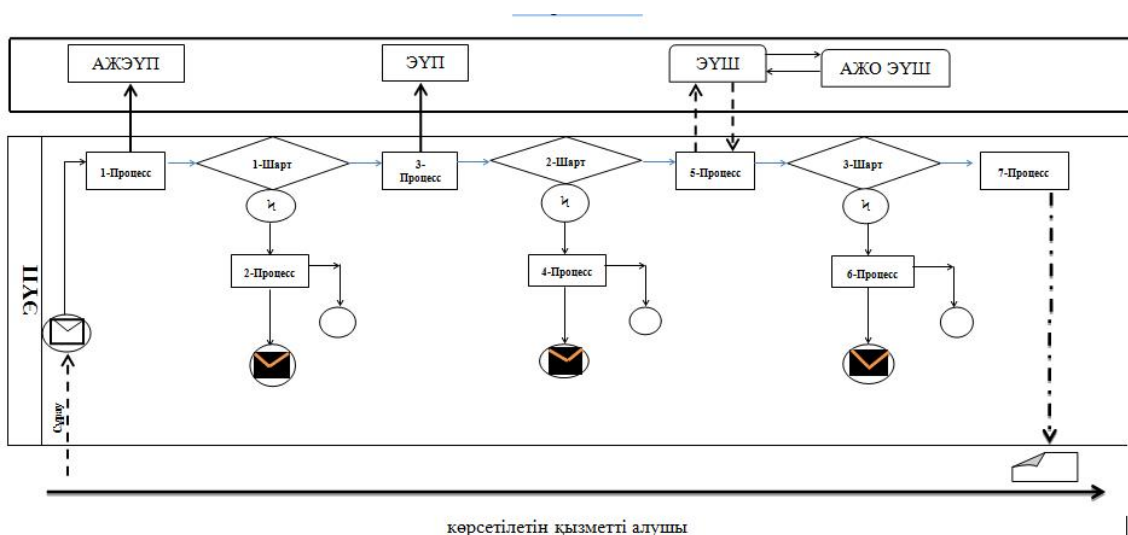 АЖЭҮП
ЭҮП
ЭҮШ
АЖО ЭҮШ
1-Процесс
1-Шарт
3-
Процесс
2-Шарт
5-Процесс
3-Шарт
7-Процесс
2-Процесс
4-Процесс
6-Процесс
ЭҮП
Сұрау
көрсетілетін қызметті алушы